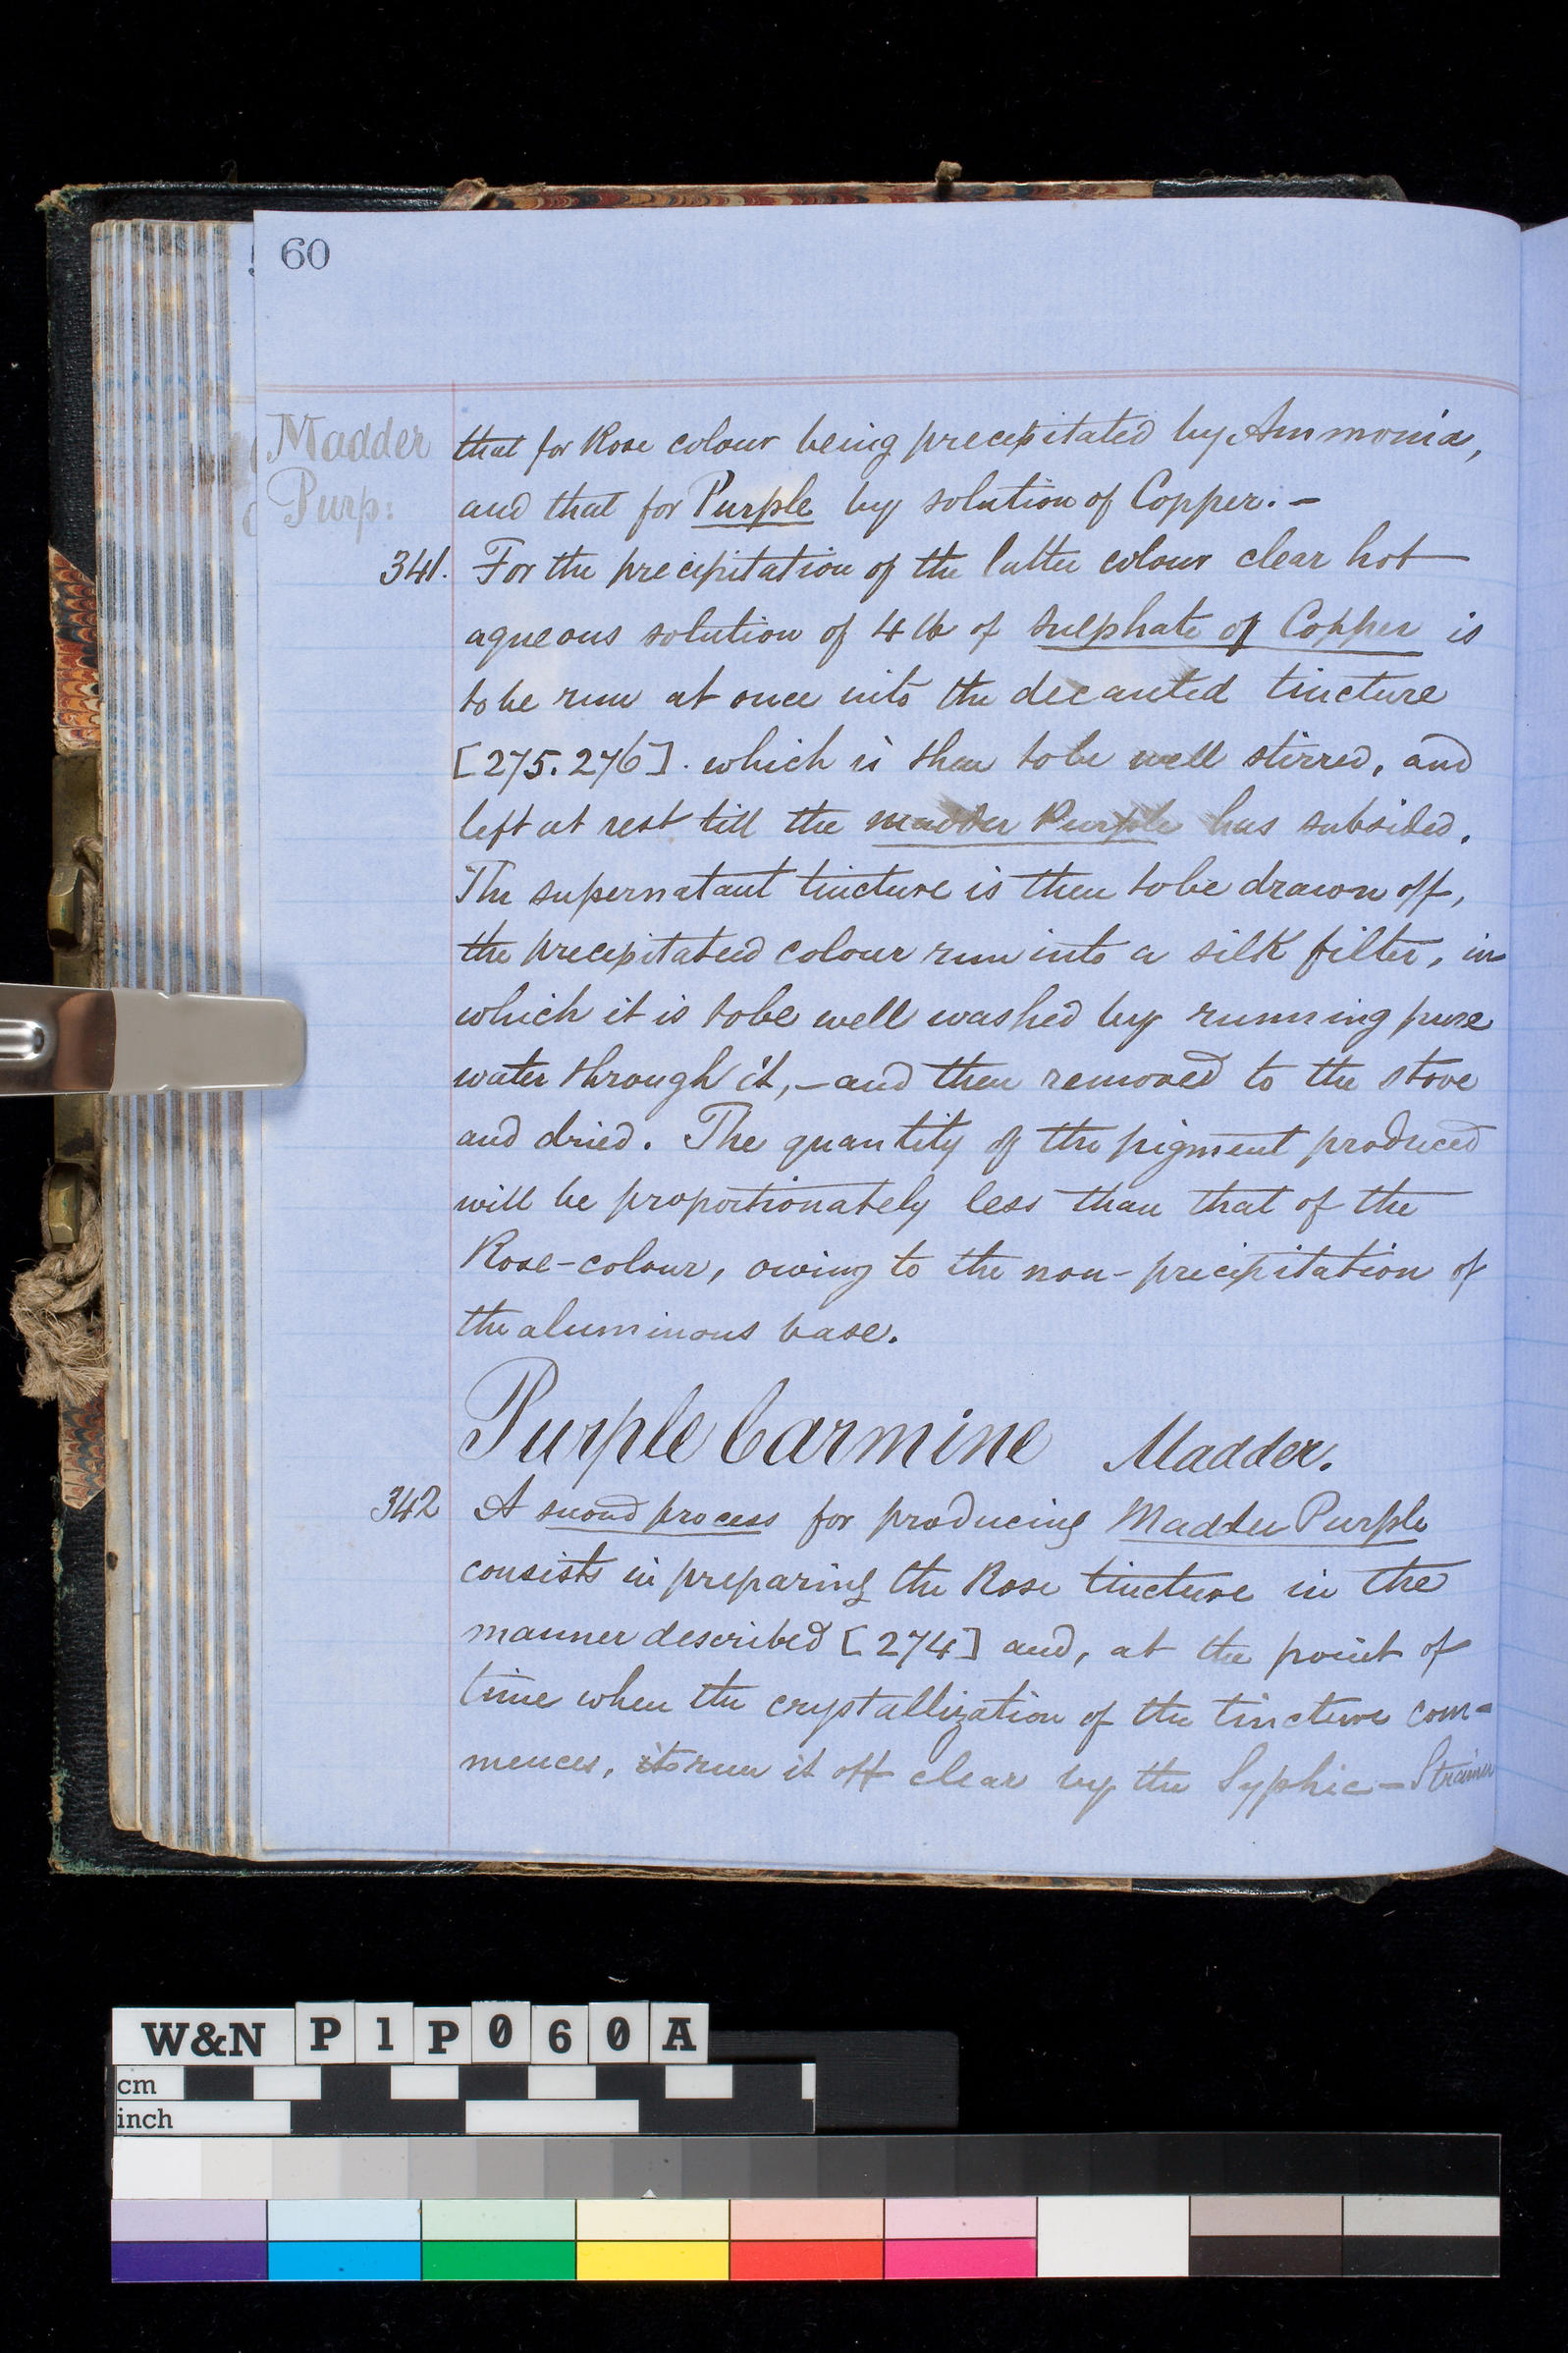 60
Madder
Purp:
that for Rose colour being precipitated by Ammonia,
and that for Purple by solution of Copper. -
341. For the precipitation of the latter colour clear hot
aqueous solution of 4 lb of Sulphate of Copper is
to be run at once into the decanted tincture
[275.276]. which is then to be well stirred, and
left at rest till the madder Purple has subsided.
The supernatant tincture is then to be drawn off,
the precipitated colour run into a silk filter, in
which it is to be well washed by running pure
water through it, - and then removed to the stove
and dried. The quantity of the pigment produced
will be proportionately less than that of the
Rose-colour, owing to the non-precipitation of
the aluminous base.
Purple Carmine Madder.
342 A second process for producing Madder Purple
consists in preparing the Rose tincture in the
manner described [274] and, at the point of
time when the crystallization of the tincture com-
mences, to run it off clear by the Syphic-Strainer
W&N P1P060A
cm
inch